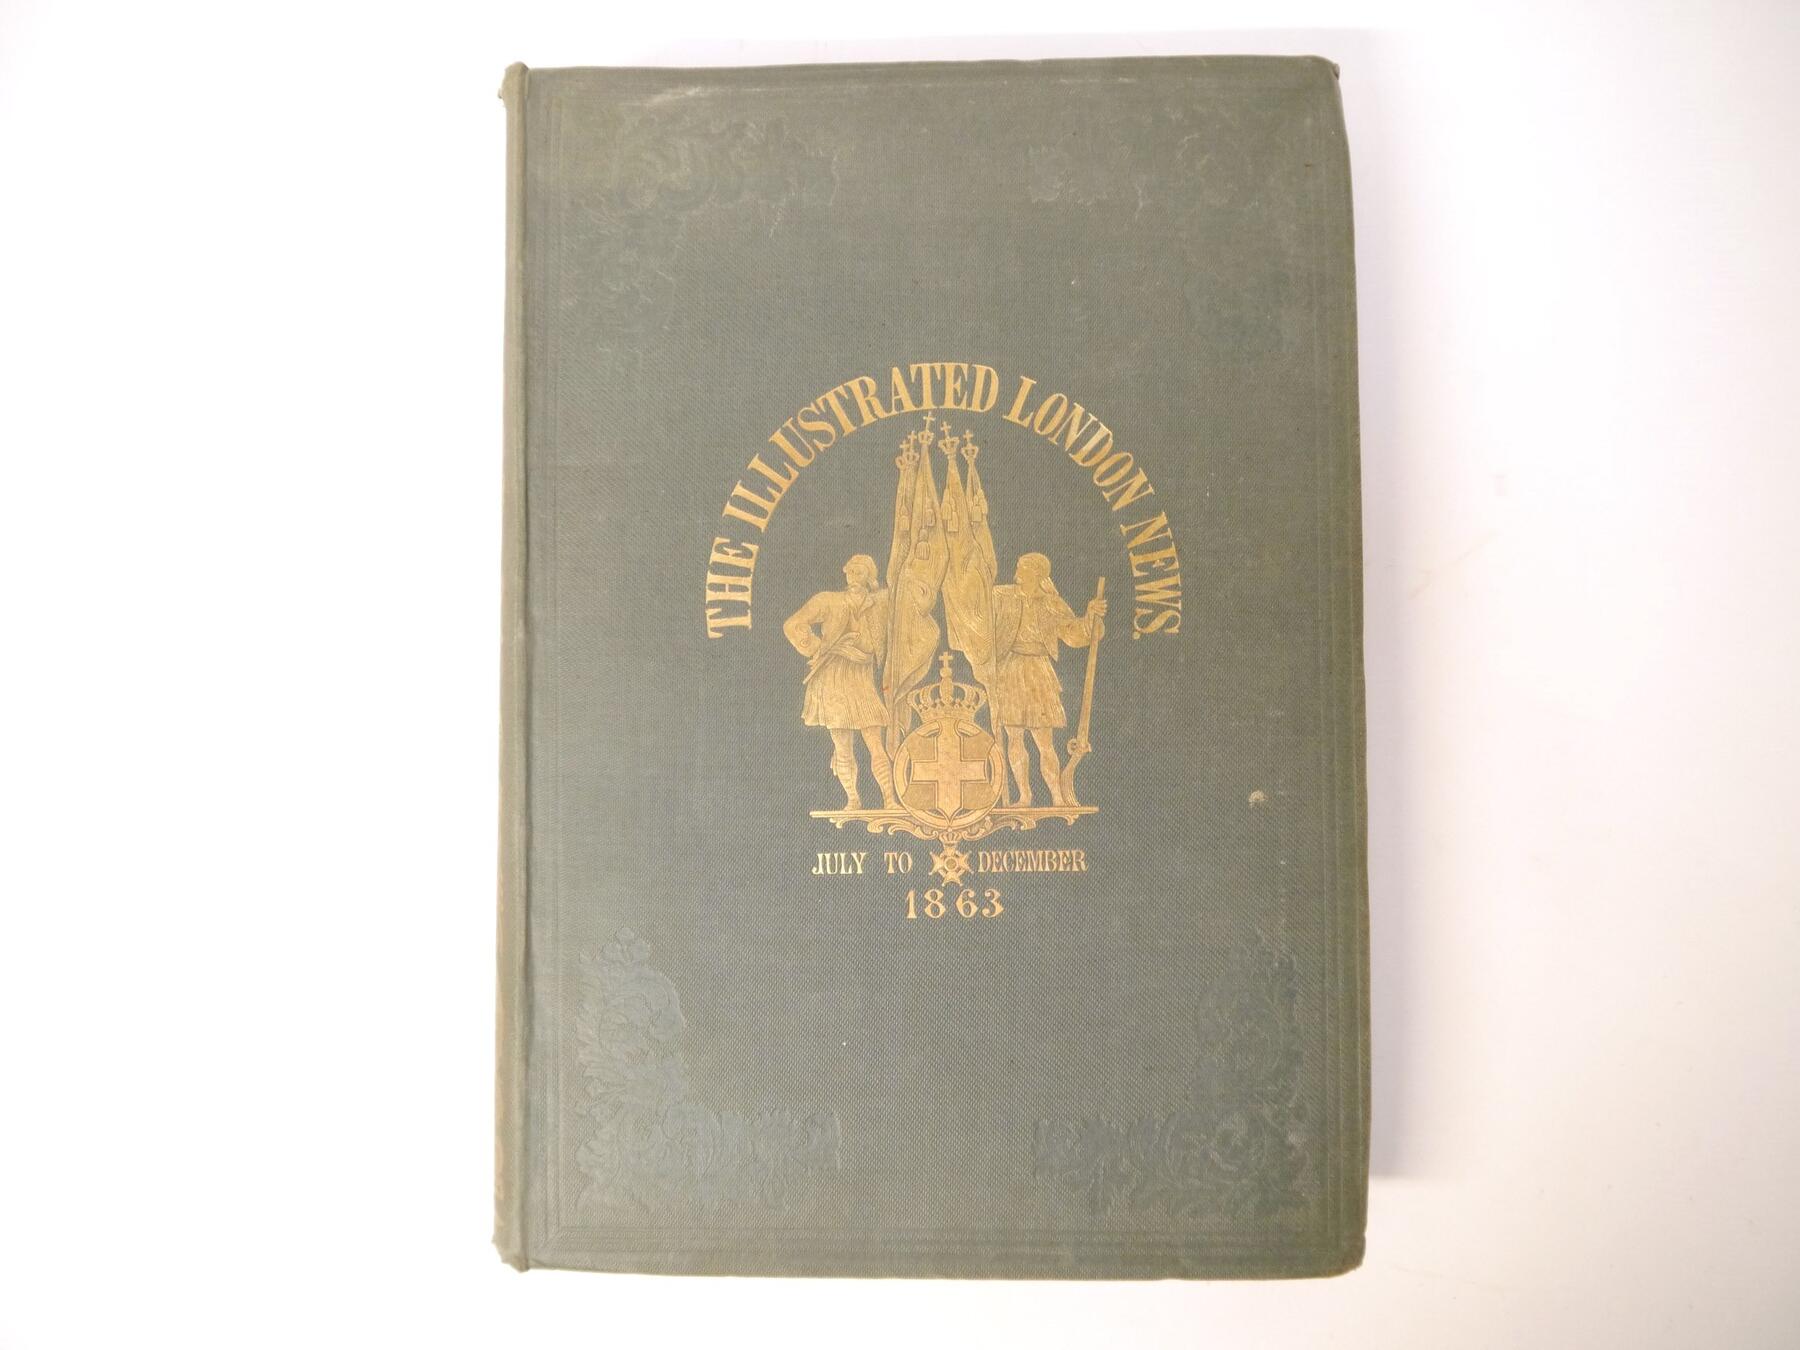 THE ILLUSTRATED LONDON NEWS.
JULY TO DECEMBER
1863